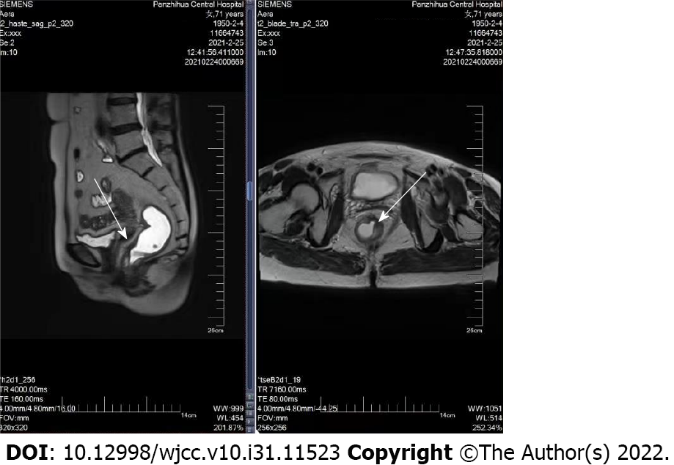 SIEMENS
Aera
t2_haste_sag_p2_320
Ex:xxx
Se:2
Im:10
Panzhihua Central Hospital
女,71 years
1950-2-4
11664743
2021-2-25
12:41:56.411000
20210224000669
25cm
h2d1_256
TR 4000.00ms
TE 160.00ms
4.00mm/4.80mm/16.00
FOV:mm
320x320
14cm
WW:999
WL:454
201.87%
SIEMENS
Aera
t2_blade_tra_p2_320
Ex:xxx
Se:3
Im:10
Panzhihua Central Hospital
女,71 years
1950-2-4
11664743
2021-2-25
12:47:35.818000
20210224000669
25cm
*tseB2d1_19
TR 7160.00ms
TE 80.00ms
4.00mm/4.80mm/-44.25
FOV:mm
256x256
14cm
WW:1051
WL:514
252.34%
DOI: 10.12998/wjcc.v10.i31.11523 Copyright ©The Author(s) 2022.